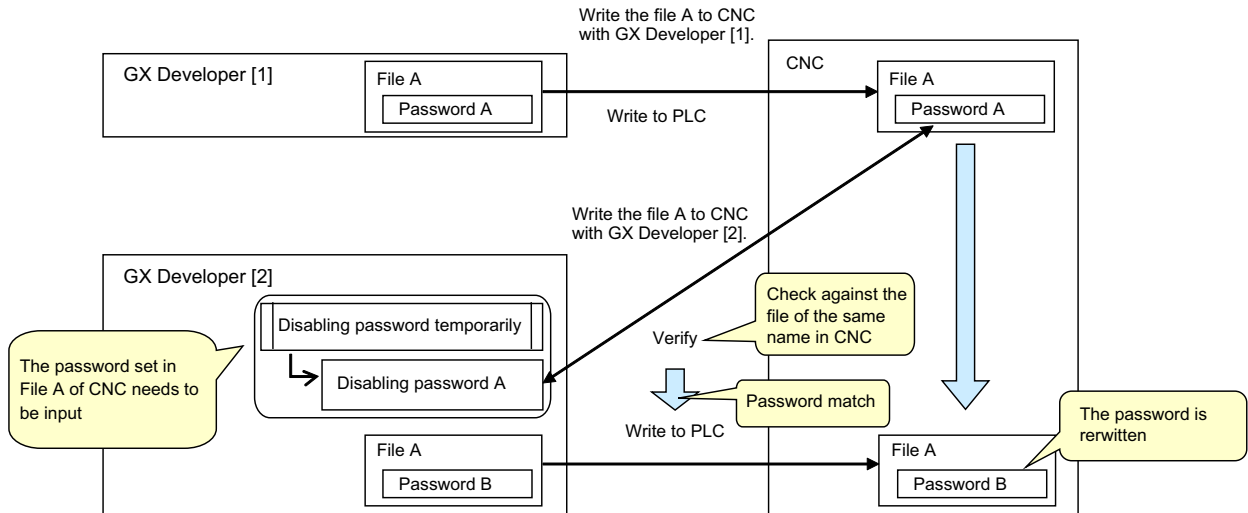 Write the file A to CNC
with GX Developer [1].
GX Developer [1]
File A
Password A
Write to PLC
CNC
File A
Password A
Write the file A to CNC
with GX Developer [2].
GX Developer [2]
Disabling password temporarily
Disabling password A
The password set in
File A of CNC needs to
be input
Verify
Check against the
file of the same
name in CNC
Password match
Write to PLC
The password is
rerwitten
File A
Password B
File A
Password B